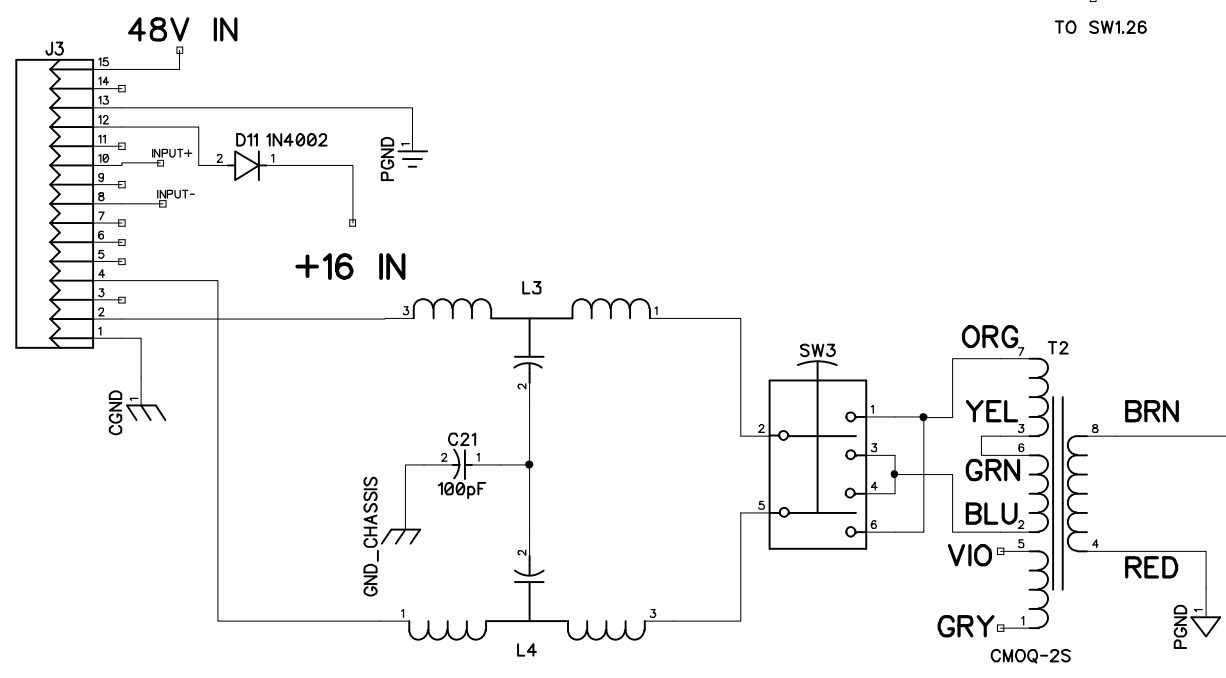 TO SW1.26
48V IN
J3
15
14
13
12
11
10
9
8
7
6
5
4
3
2
1
INPUT+
INPUT-
D11 1N4002
2
1
PGND
1
+16 IN
CGND
1
L3
3
1
2
C21
2
1
100pF
GND_CHASSIS
2
1
3
L4
SW3
2
5
1
3
4
6
ORG
7
T2
YEL
3
6
GRN
BLU
2
VIO
5
GRY
1
CMOQ-2S
8
BRN
4
RED
PGND
1